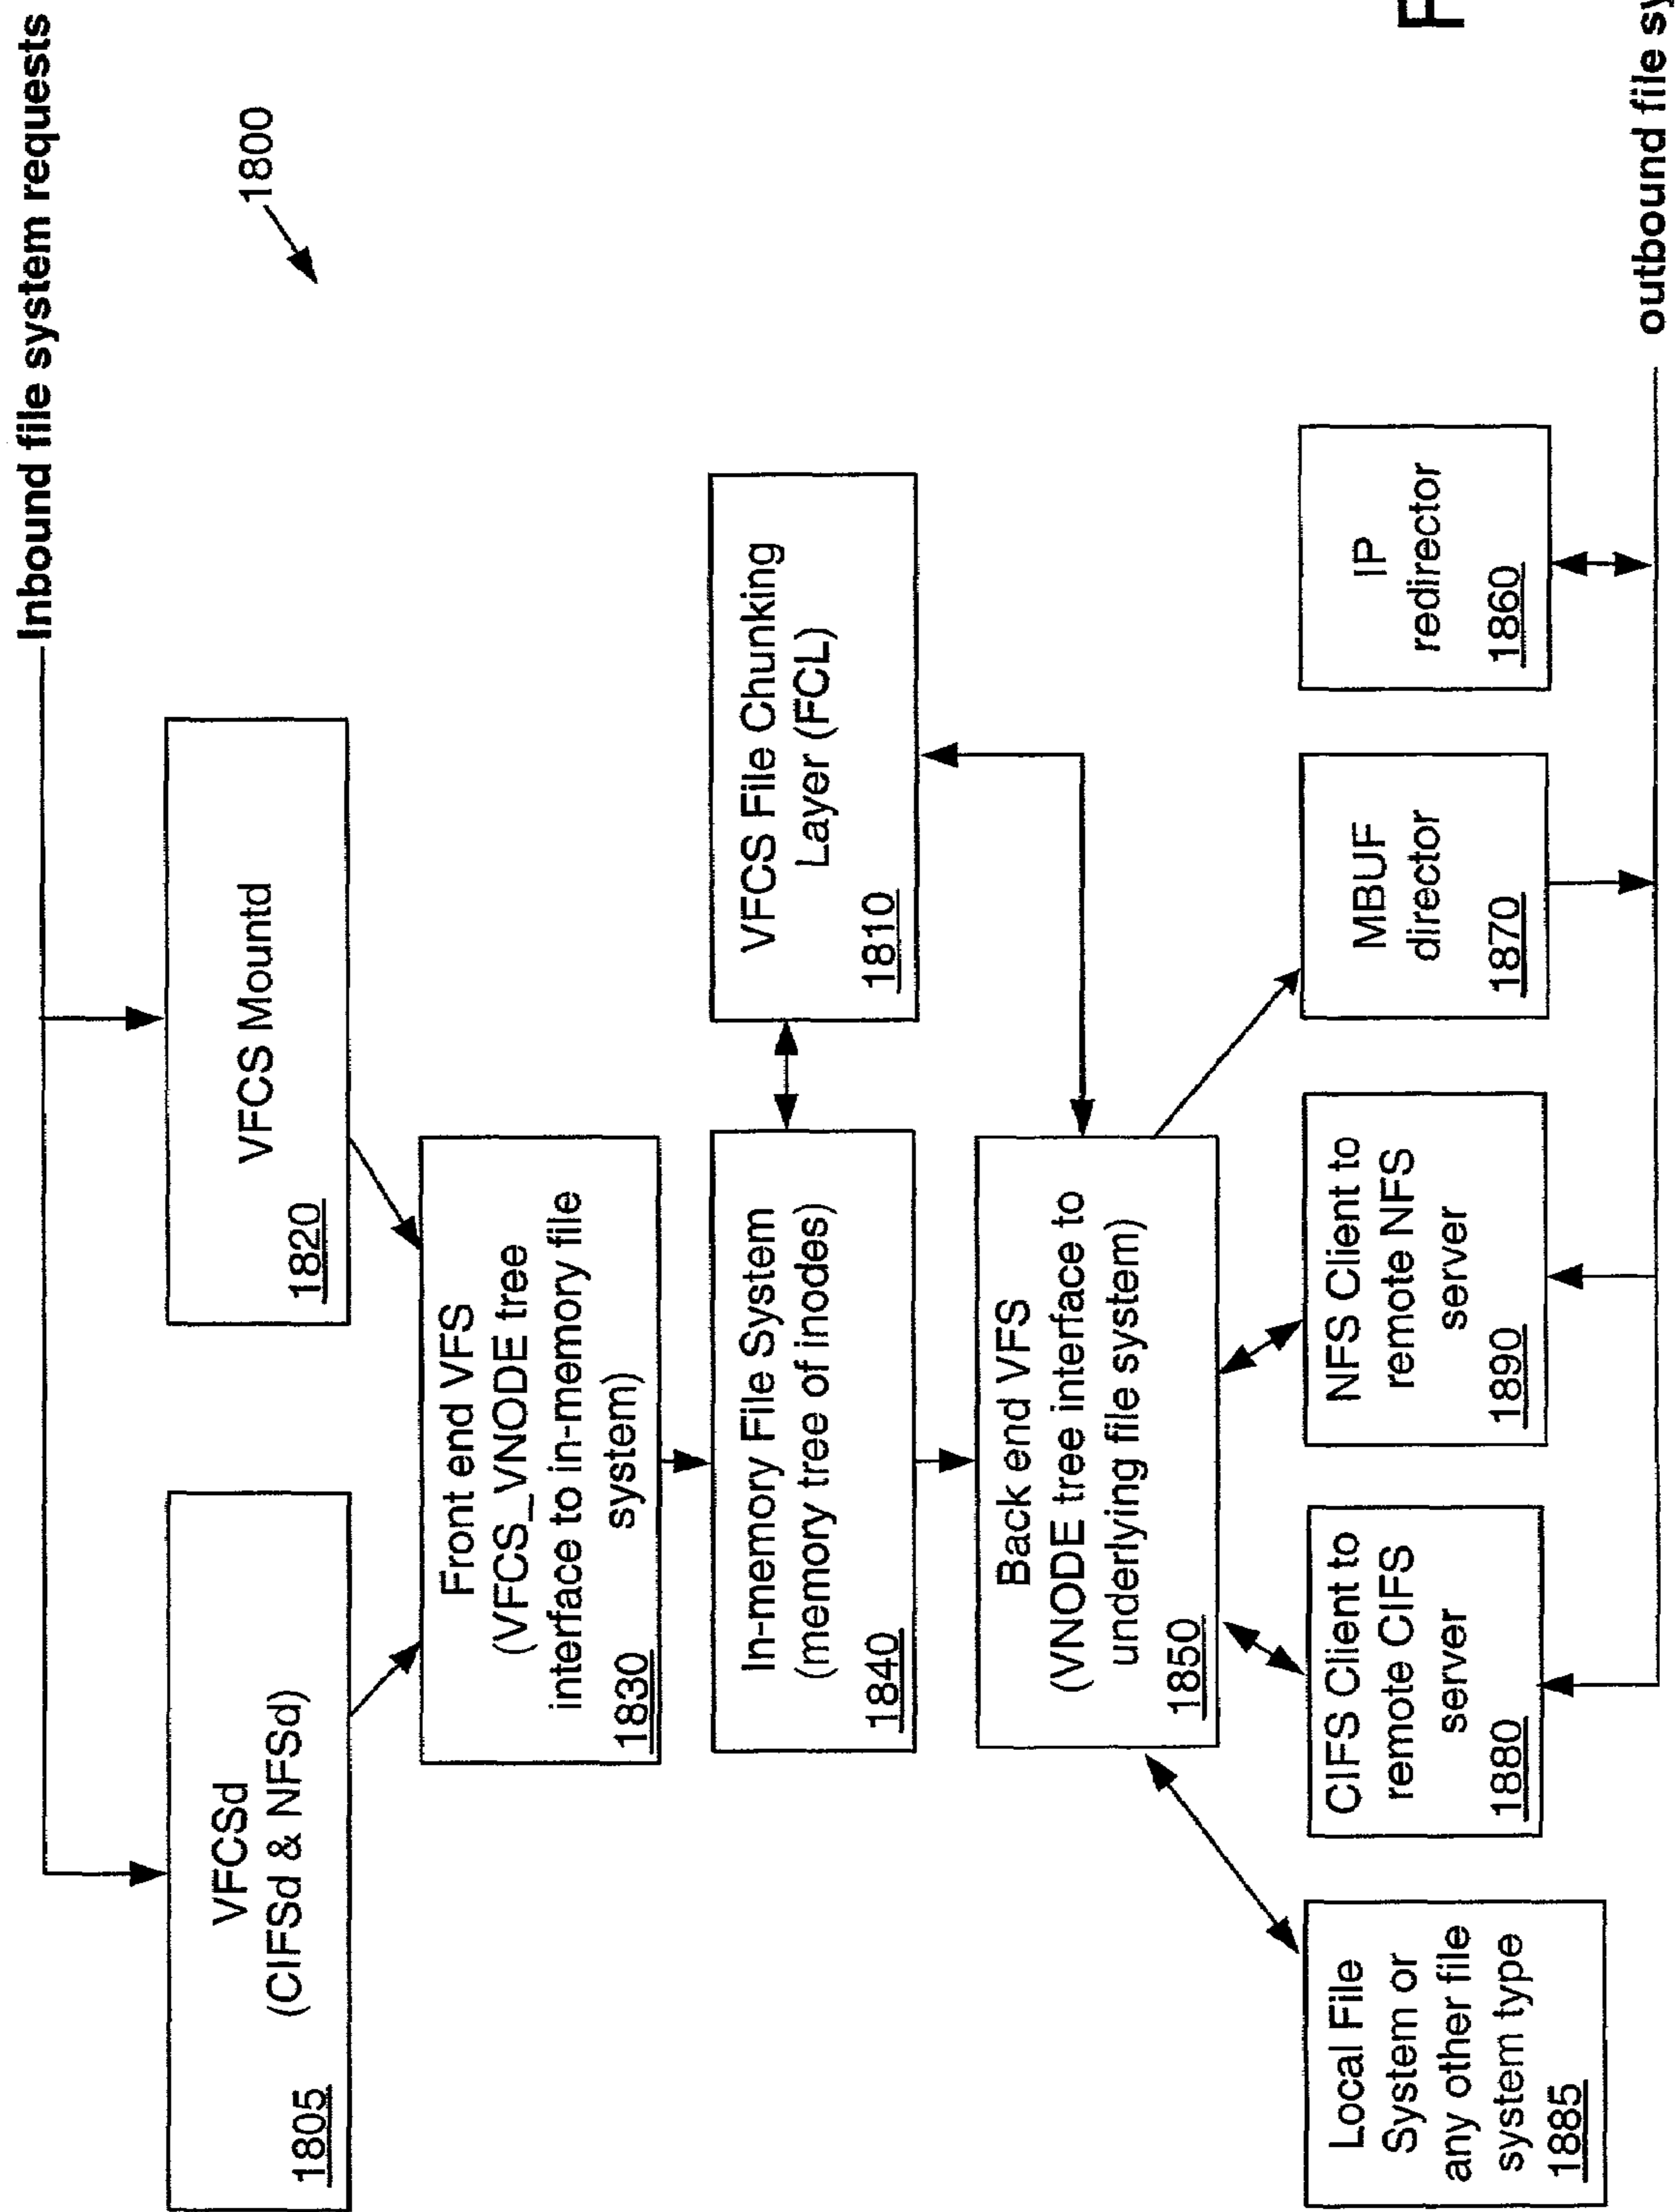 Inbound file system requests
1800
VFCSd
(CIFSd & NFSd)
1805
VFCS Mountd
1820
Front end VFS
(VFCS_VNODE tree
interface to in-memory file
system)
1830
In-memory File System
(memory tree of inodes)
1840
VFCS File Chunking
Layer (FCL)
1810
Back end VFS
(VNODE tree interface to
underlying file system)
1850
Local File
System or
any other file
system type
1885
CIFS Client to
remote CIFS
server
1880
NFS Client to
remote NFS
server
1890
MBUF
director
1870
IP
redirector
1860
outbound file sy
F